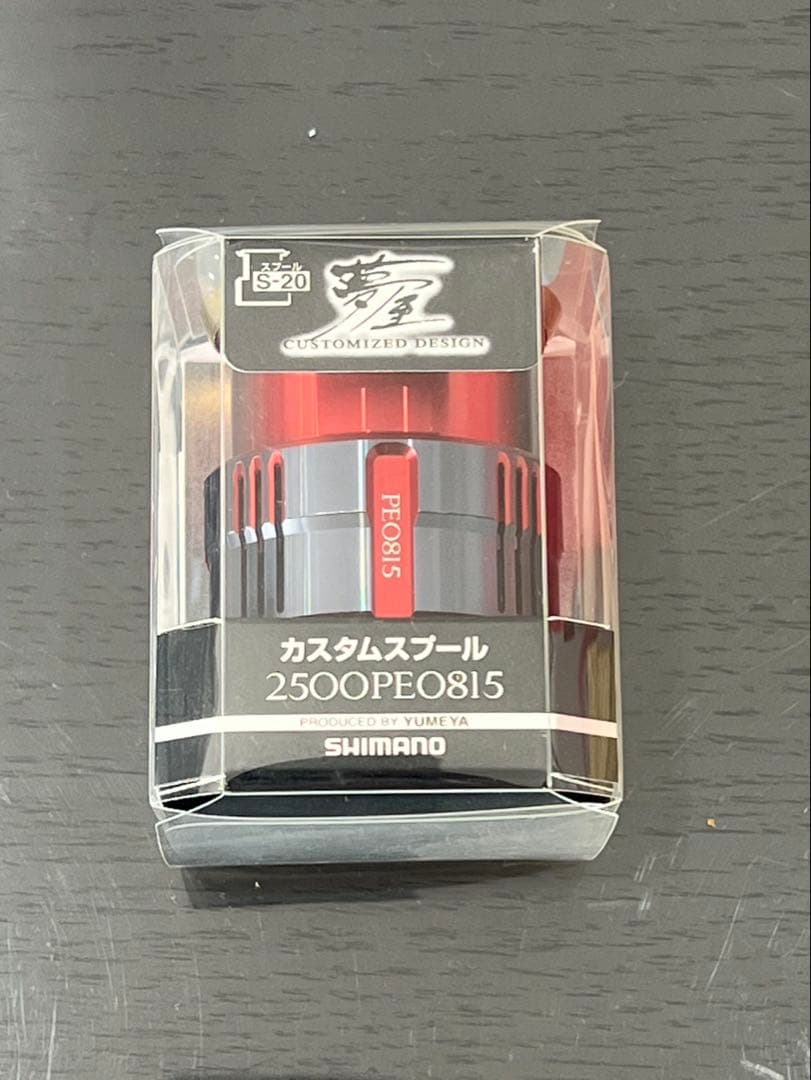 スプール
S-20
夢屋
CUSTOMIZED DESIGN
PE0815
カスタムスプール
2500PE0815
PRODUCED BY YUMEYA
SHIMANO